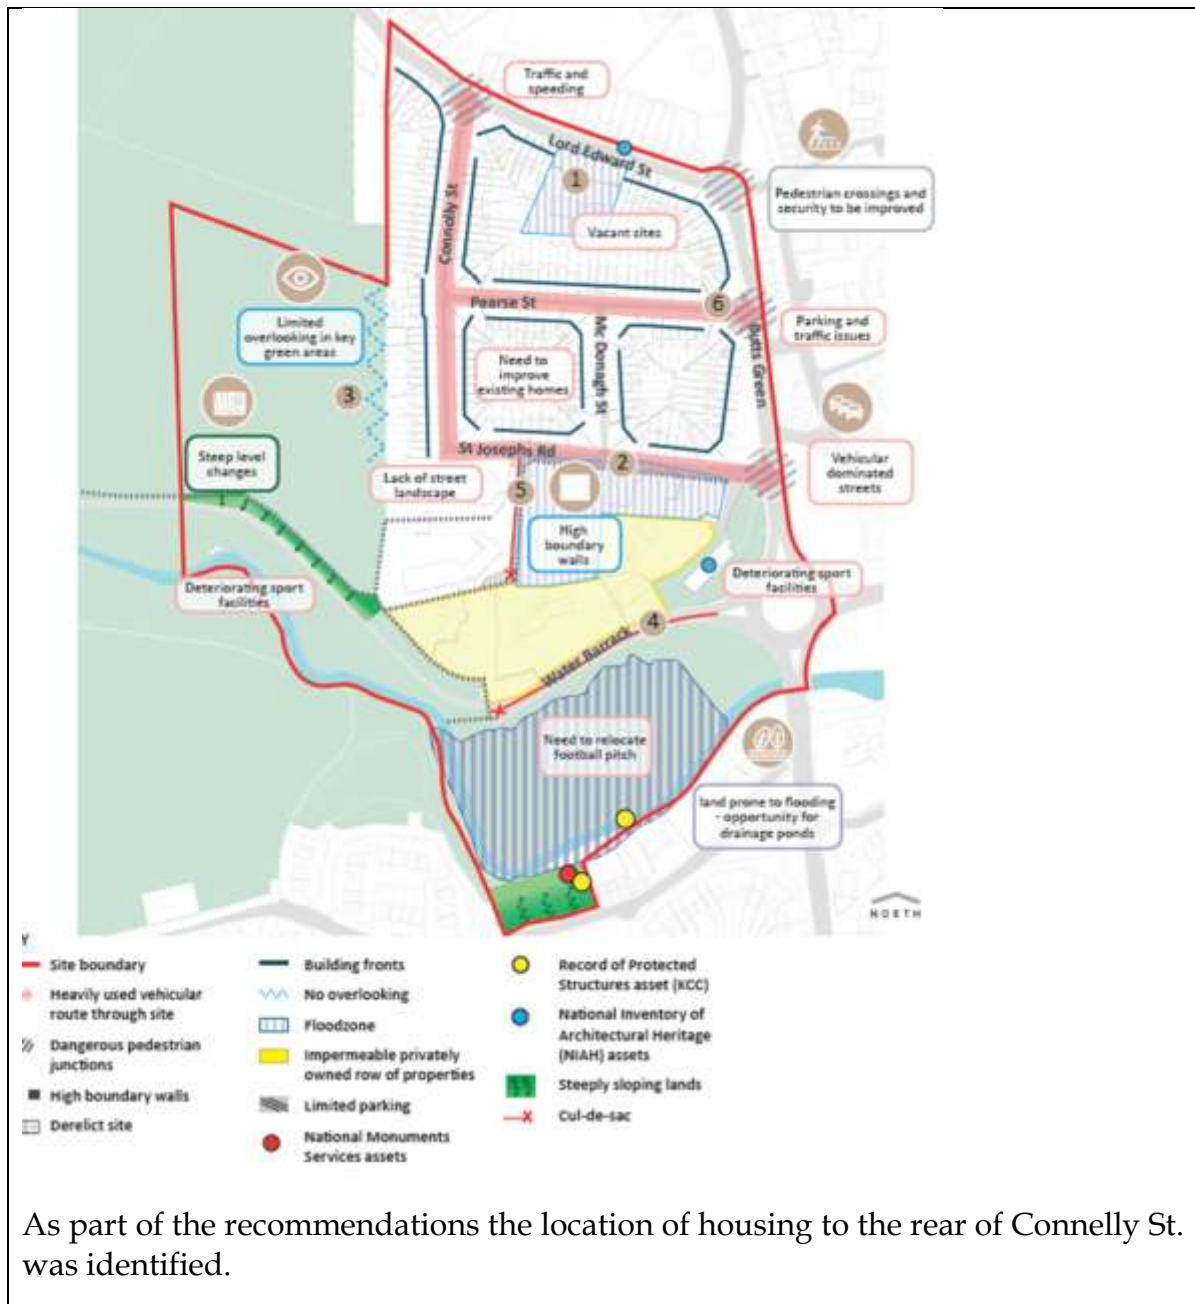 Traffic and
speeding
Lord Edward St
1
Pedestrian crossings and
security to be improved
Vacant sites
Connolly St
Limited
overlooking in key
green areas
Pearse St
6
Parking and
traffic issues
Mc Donagh St
Butts Green
Need to
improve
existing homes
3
Steep level
changes
St Josephs Rd
2
Vehicular
dominated
streets
Lack of street
landscape
5
High
boundary
walls
Deteriorating sport
facilities
Deteriorating sport
facilities
4
Water Barrack
Need to relocate
football pitch
land prone to flooding
- opportunity for
drainage ponds
NORTH
Y
Site boundary
Heavily used vehicular
route through site
Dangerous pedestrian
junctions
High boundary walls
Derelict site
Building fronts
No overlooking
Floodzone
Impermeable privately
owned row of properties
Limited parking
National Monuments
Services assets
Record of Protected
Structures asset (KCC)
National Inventory of
Architectural Heritage
(NIAH) assets
Steeply sloping lands
Cul-de-sac
As part of the recommendations the location of housing to the rear of Connelly St.
was identified.